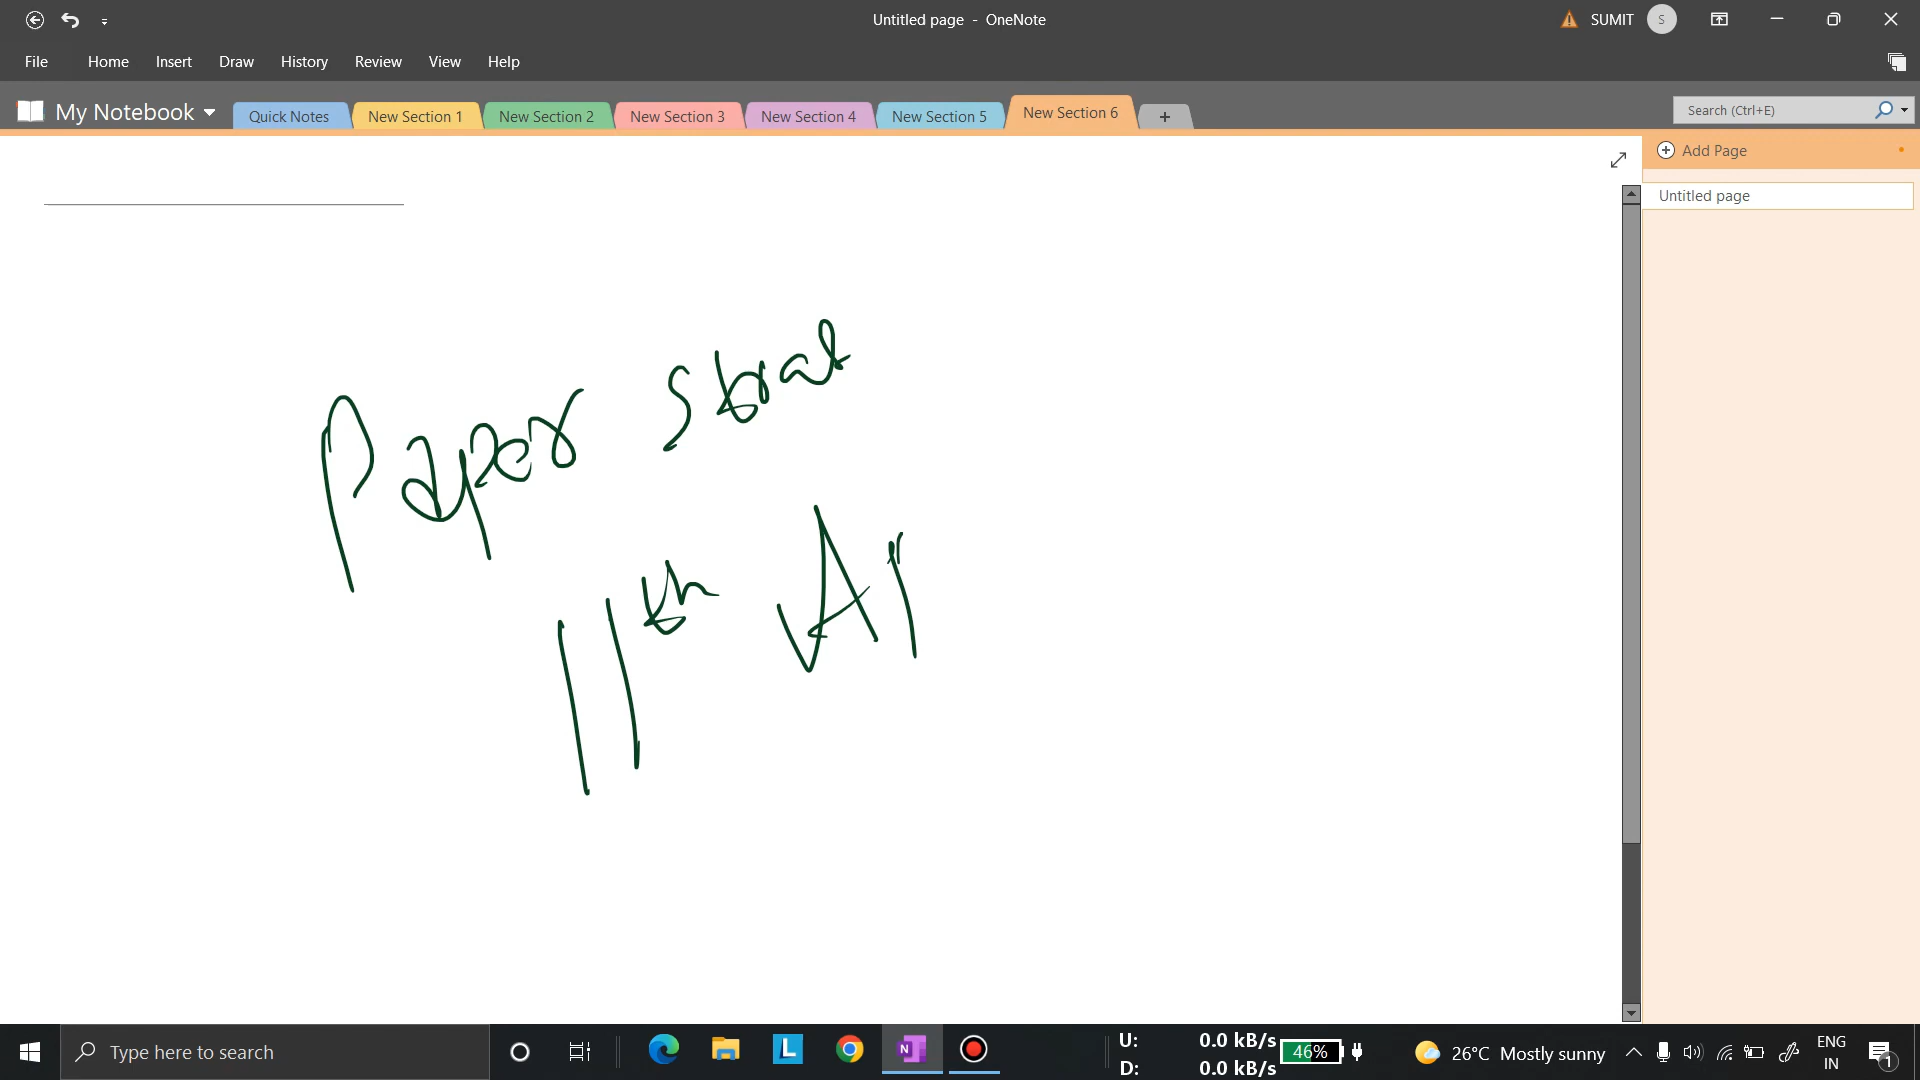 Untitled page - OneNote
SUMIT S
File Home Insert Draw History Review View Help
My Notebook Quick Notes New Section 1 New Section 2 New Section 3 New Section 4 New Section 5 New Section 6 + Search (Ctrl+E)
Add Page
Untitled page
Paper strat
11th Ap
Type here to search
L
N
U: 0.0 kB/s
D: 0.0 kB/s
46%
26°C Mostly sunny
ENG
IN
1